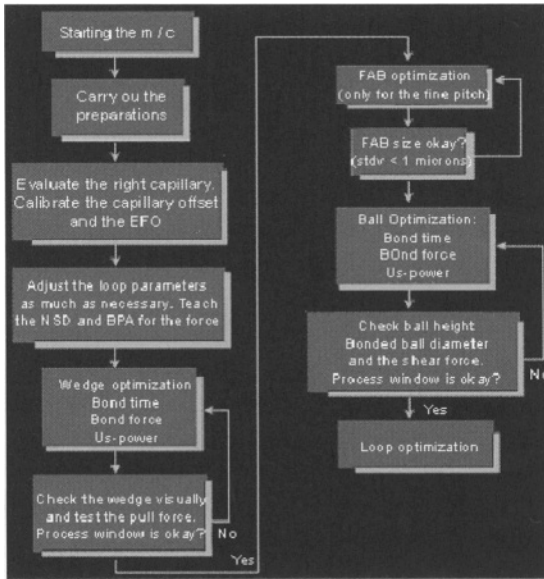 Starting the m / c
Carry ou the
preparations
Evaluate the right capillary.
Calibrate the capillary offset
and the EFO
Adjust the loop parameters
as much as necessary. Teach
the NSD and BPA for the force
Wedge optimization
Bond time
Bond force
Us-power
Check the wedge visually
and test the pull force.
Process window is okay?
No
Yes
FAB optimization
(only for the fine pitch)
FAB size okay?
(stdv < 1 microns)
Ball Optimization:
Bond time
BOnd force
Us-power
Check ball height
Bonded ball diameter
and the shear force.
Process window is okay?
No
Yes
Loop optimization